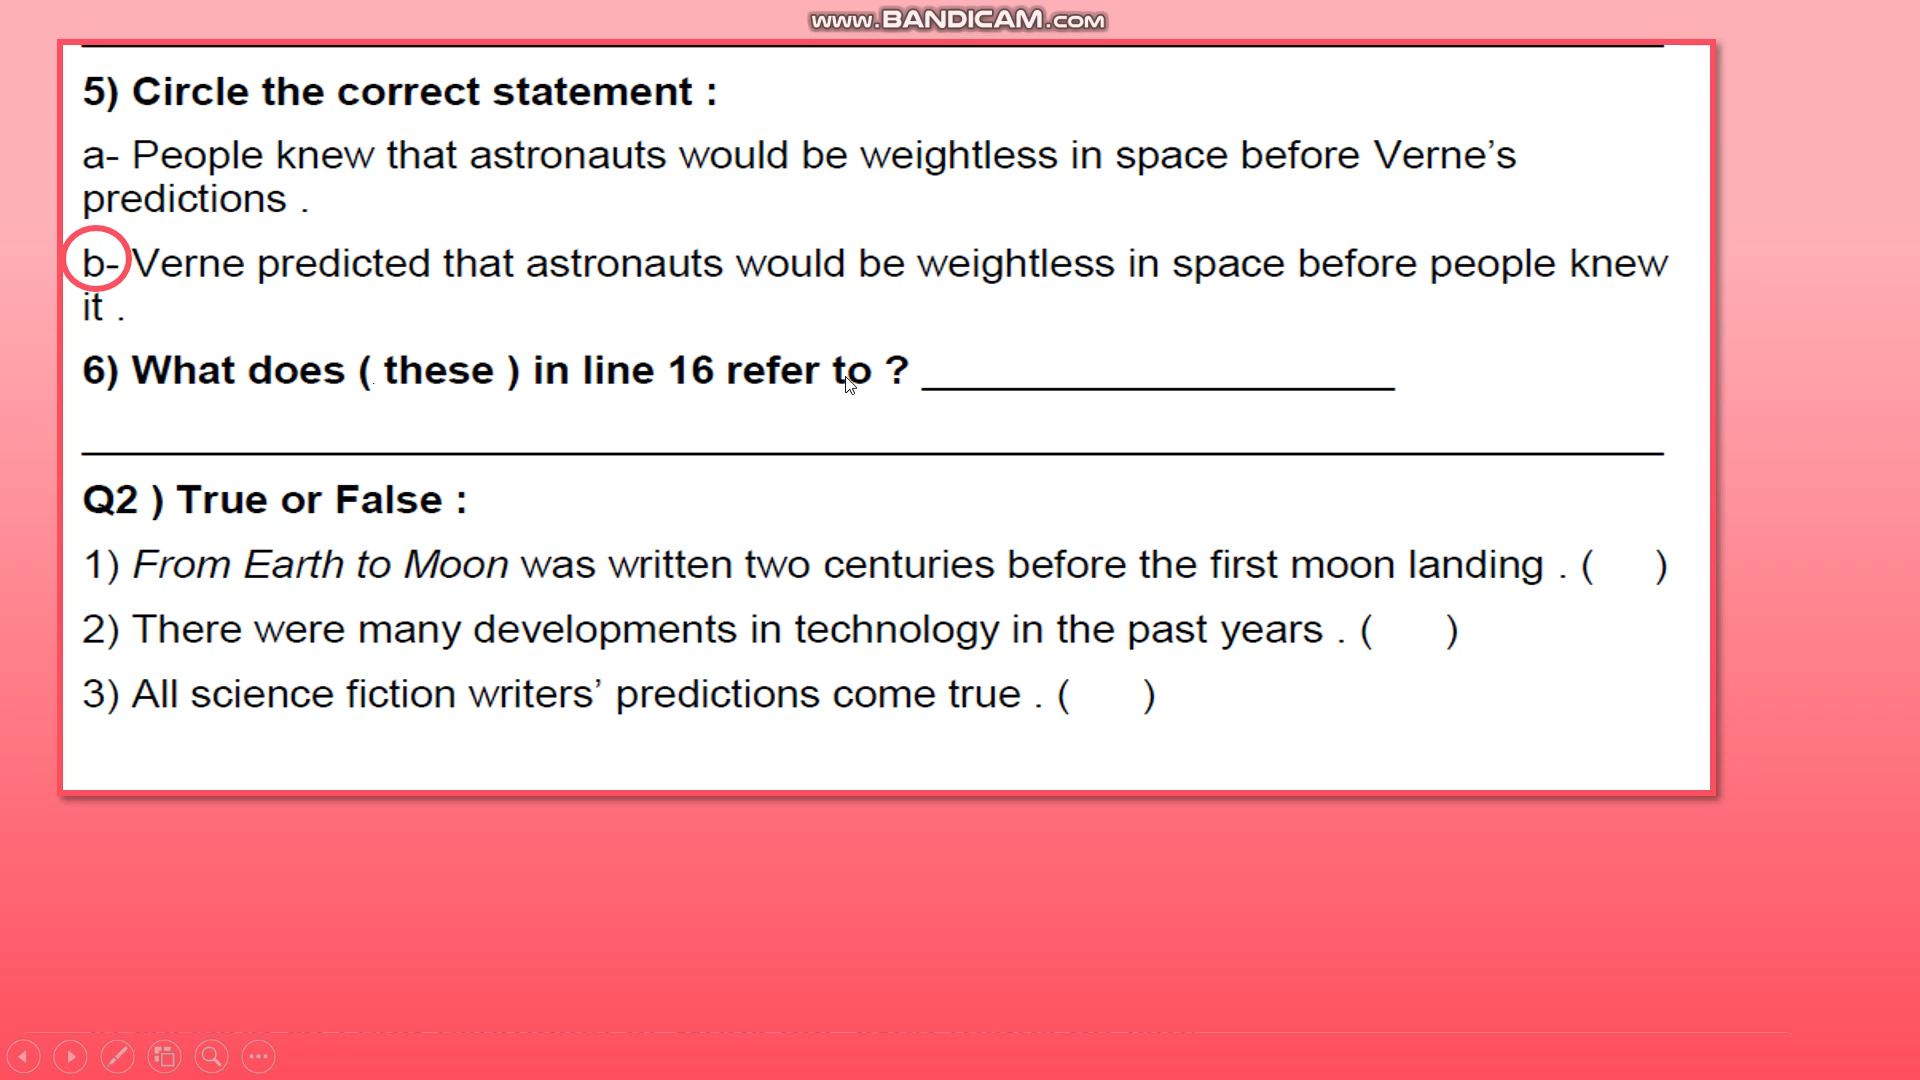 www.BANDICAM.com
5) Circle the correct statement :
a- People knew that astronauts would be weightless in space before Verne’s
predictions .
b- Verne predicted that astronauts would be weightless in space before people knew
it .
6) What does ( these ) in line 16 refer to ? ______________________
Q2 ) True or False :
1) From Earth to Moon was written two centuries before the first moon landing . (     )
2) There were many developments in technology in the past years . (      )
3) All science fiction writers’ predictions come true . (      )